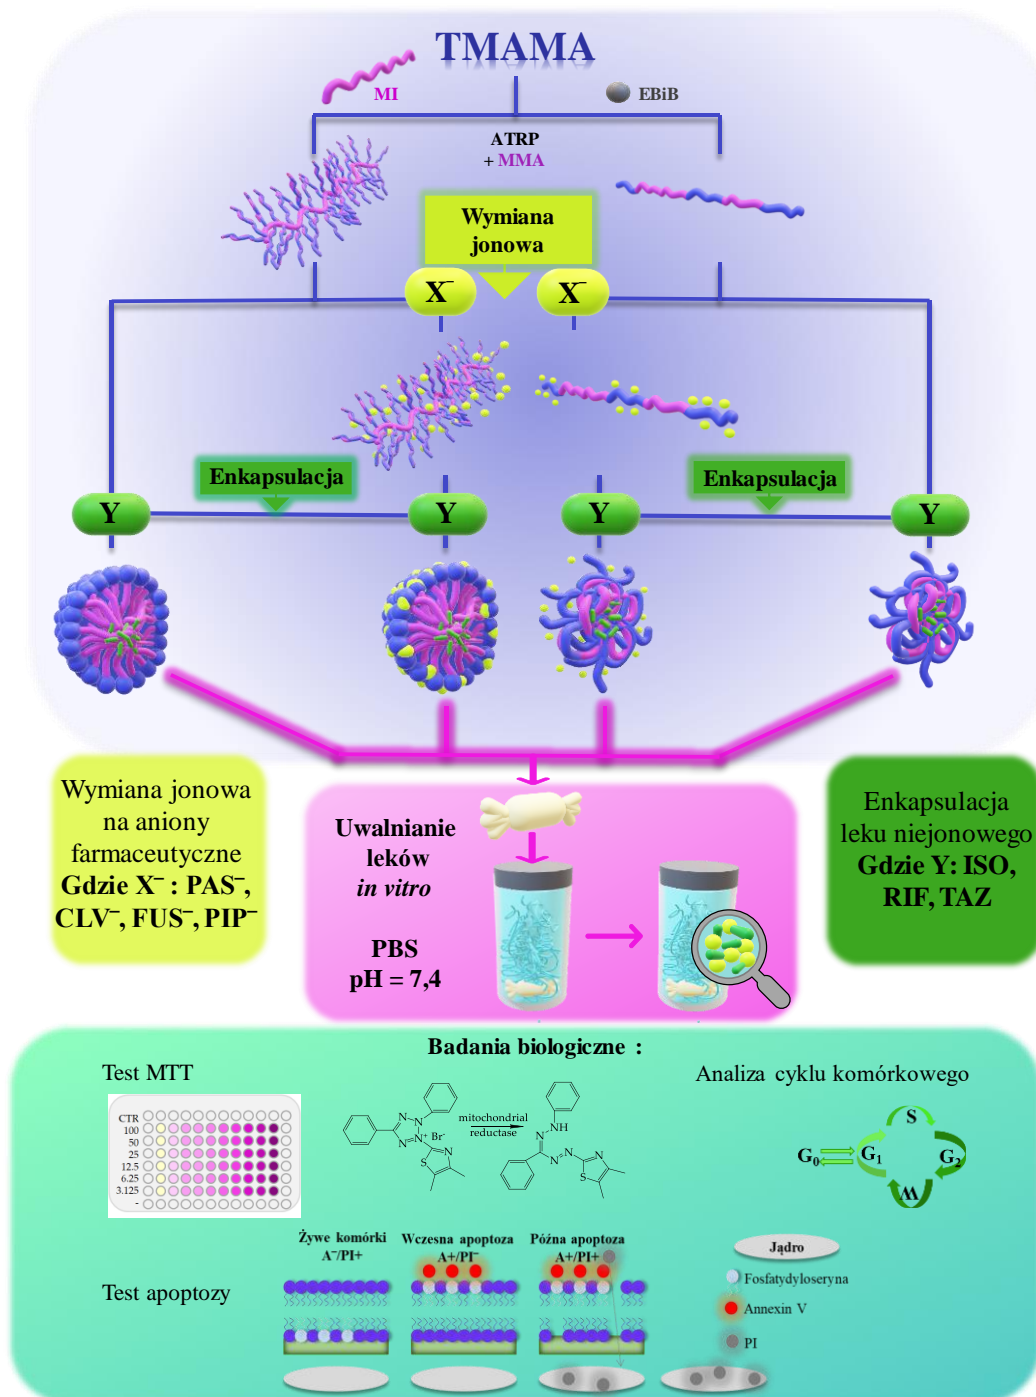 TMAMA
MI
EBiB
ATRP
+ MMA
Wymiana
jonowa
X⁻
X⁻
Enkapsulacja
Enkapsulacja
Y
Y
Y
Y
Wymiana jonowa
na aniony
farmaceutyczne
Gdzie X⁻ : PAS⁻,
CLV⁻, FUS⁻, PIP⁻
Uwalnianie
leków
in vitro
PBS
pH = 7,4
Enkapsulacja
leku niejonowego
Gdzie Y: ISO,
RIF, TAZ
Badania biologiczne :
Test MTT
CTR
100
50
25
12.5
6.25
3.125
-
N
N
N
N⁺ Br⁻
N
S
mitochondrial
reductase
NH
N
N
N
N
S
Analiza cyklu komórkowego
S
G₀
G₁
G₂
M
Test apoptozy
Żywe komórki
A⁻/PI+
Wczesna apoptoza
A+/PI⁻
Późna apoptoza
A+/PI+
Jądro
Fosfatydyloseryna
Annexin V
PI